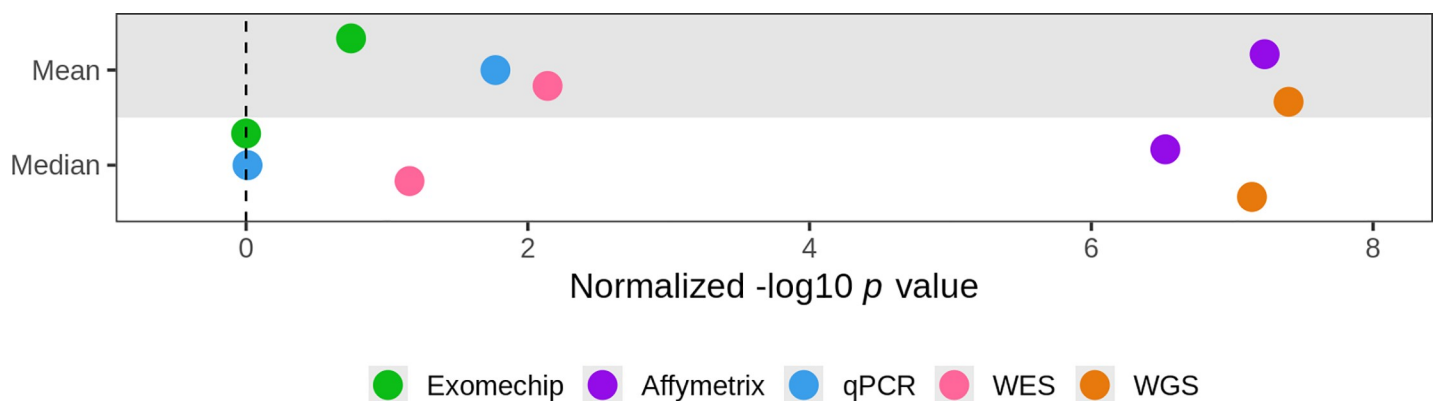 Mean
Median
0 2 4 6 8
Normalized -log10 p value
Exomechip Affymetrix qPCR WES WGS